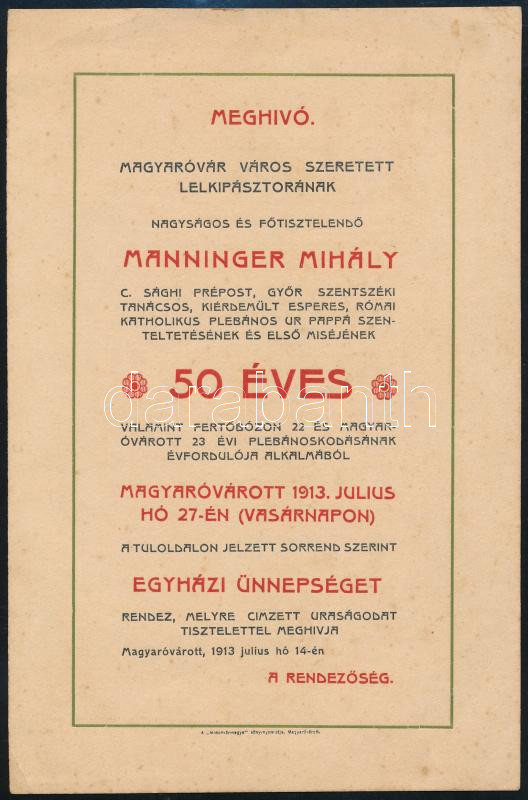 MEGHIVÓ.
MAGYARÓVÁR VÁROS SZERETETT
LELKIPÁSZTORÁNAK
NAGYSÁGOS ÉS FŐTISZTELENDŐ
MANNINGER MIHÁLY
C. SÁGHI PRÉPOST, GYŐR SZENTSZÉKI
TANÁCSOS, KIÉRDEMÜLT ESPERES, RÓMAI
KATHOLIKUS PLEBÁNOS UR PAPPÁ SZEN-
TELTETÉSÉNEK ÉS ELSŐ MISÉJÉNEK
50 ÉVES
darabanth
VALAMINT FERTŐBOZON 22 ÉS MAGYAR-
ÓVÁROTT 23 ÉVI PLEBÁNOSKODÁSÁNAK
ÉVFORDULÓJA ALKALMÁBÓL
MAGYARÓVÁROTT 1913. JULIUS
HÓ 27-ÉN (VASÁRNAPON)
A TULOLDALON JELZETT SORREND SZERINT
EGYHÁZI ÜNNEPSÉGET
RENDEZ, MELYRE CIMZETT URASÁGODAT
TISZTELETTEL MEGHIVJA
Magyaróvárott, 1913 julius hó 14-én
A RENDEZŐSÉG.